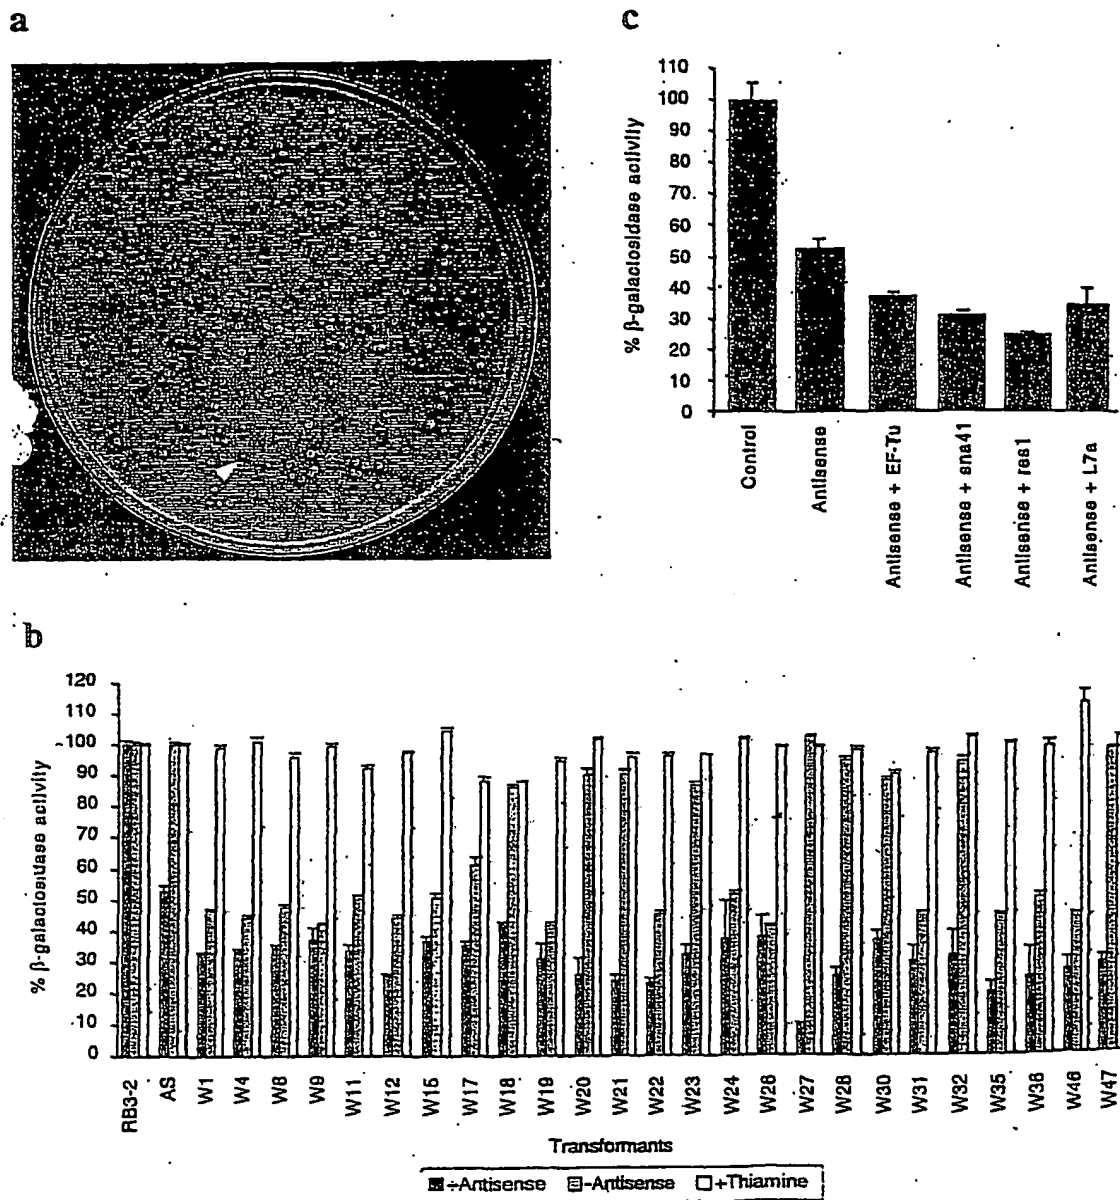 a
c
110
100
90
80
70
60
50
40
30
20
10
0
% β-galactosidase activity
Control
Antisense
Antisense + EF-Tu
Antisense + sna41
Antisense + res1
Antisense + L7a
b
120
110
100
90
80
70
60
50
40
30
20
10
0
% β-galactosidase activity
RB3-2
AS
W1
W4
W8
W9
W11
W12
W15
W17
W18
W19
W20
W21
W22
W23
W24
W26
W27
W28
W30
W31
W32
W35
W36
W46
W47
Transformants
+Antisense -Antisense +Thiamine